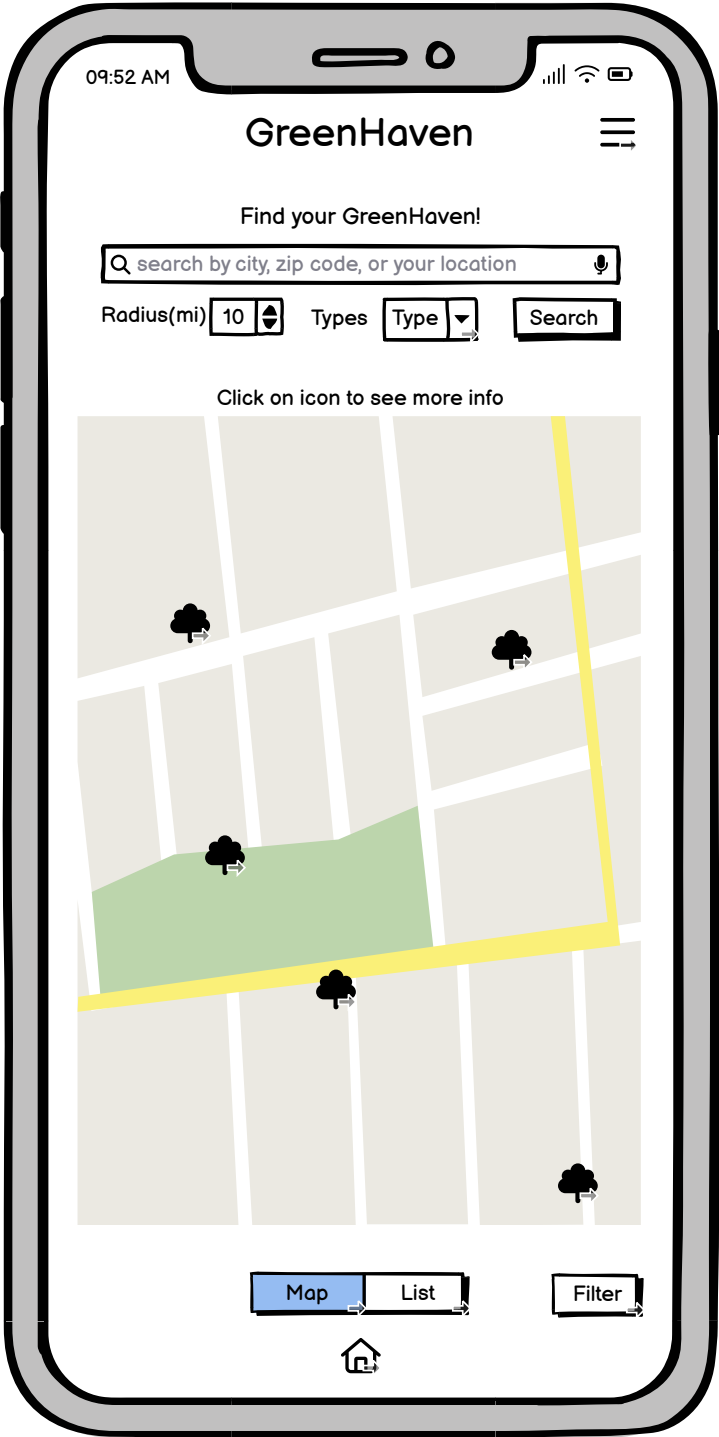 09:52 AM
GreenHaven
Find your GreenHaven!
search by city, zip code, or your location
Radius(mi) 10 Types Type Search
Click on icon to see more info
Map List Filter